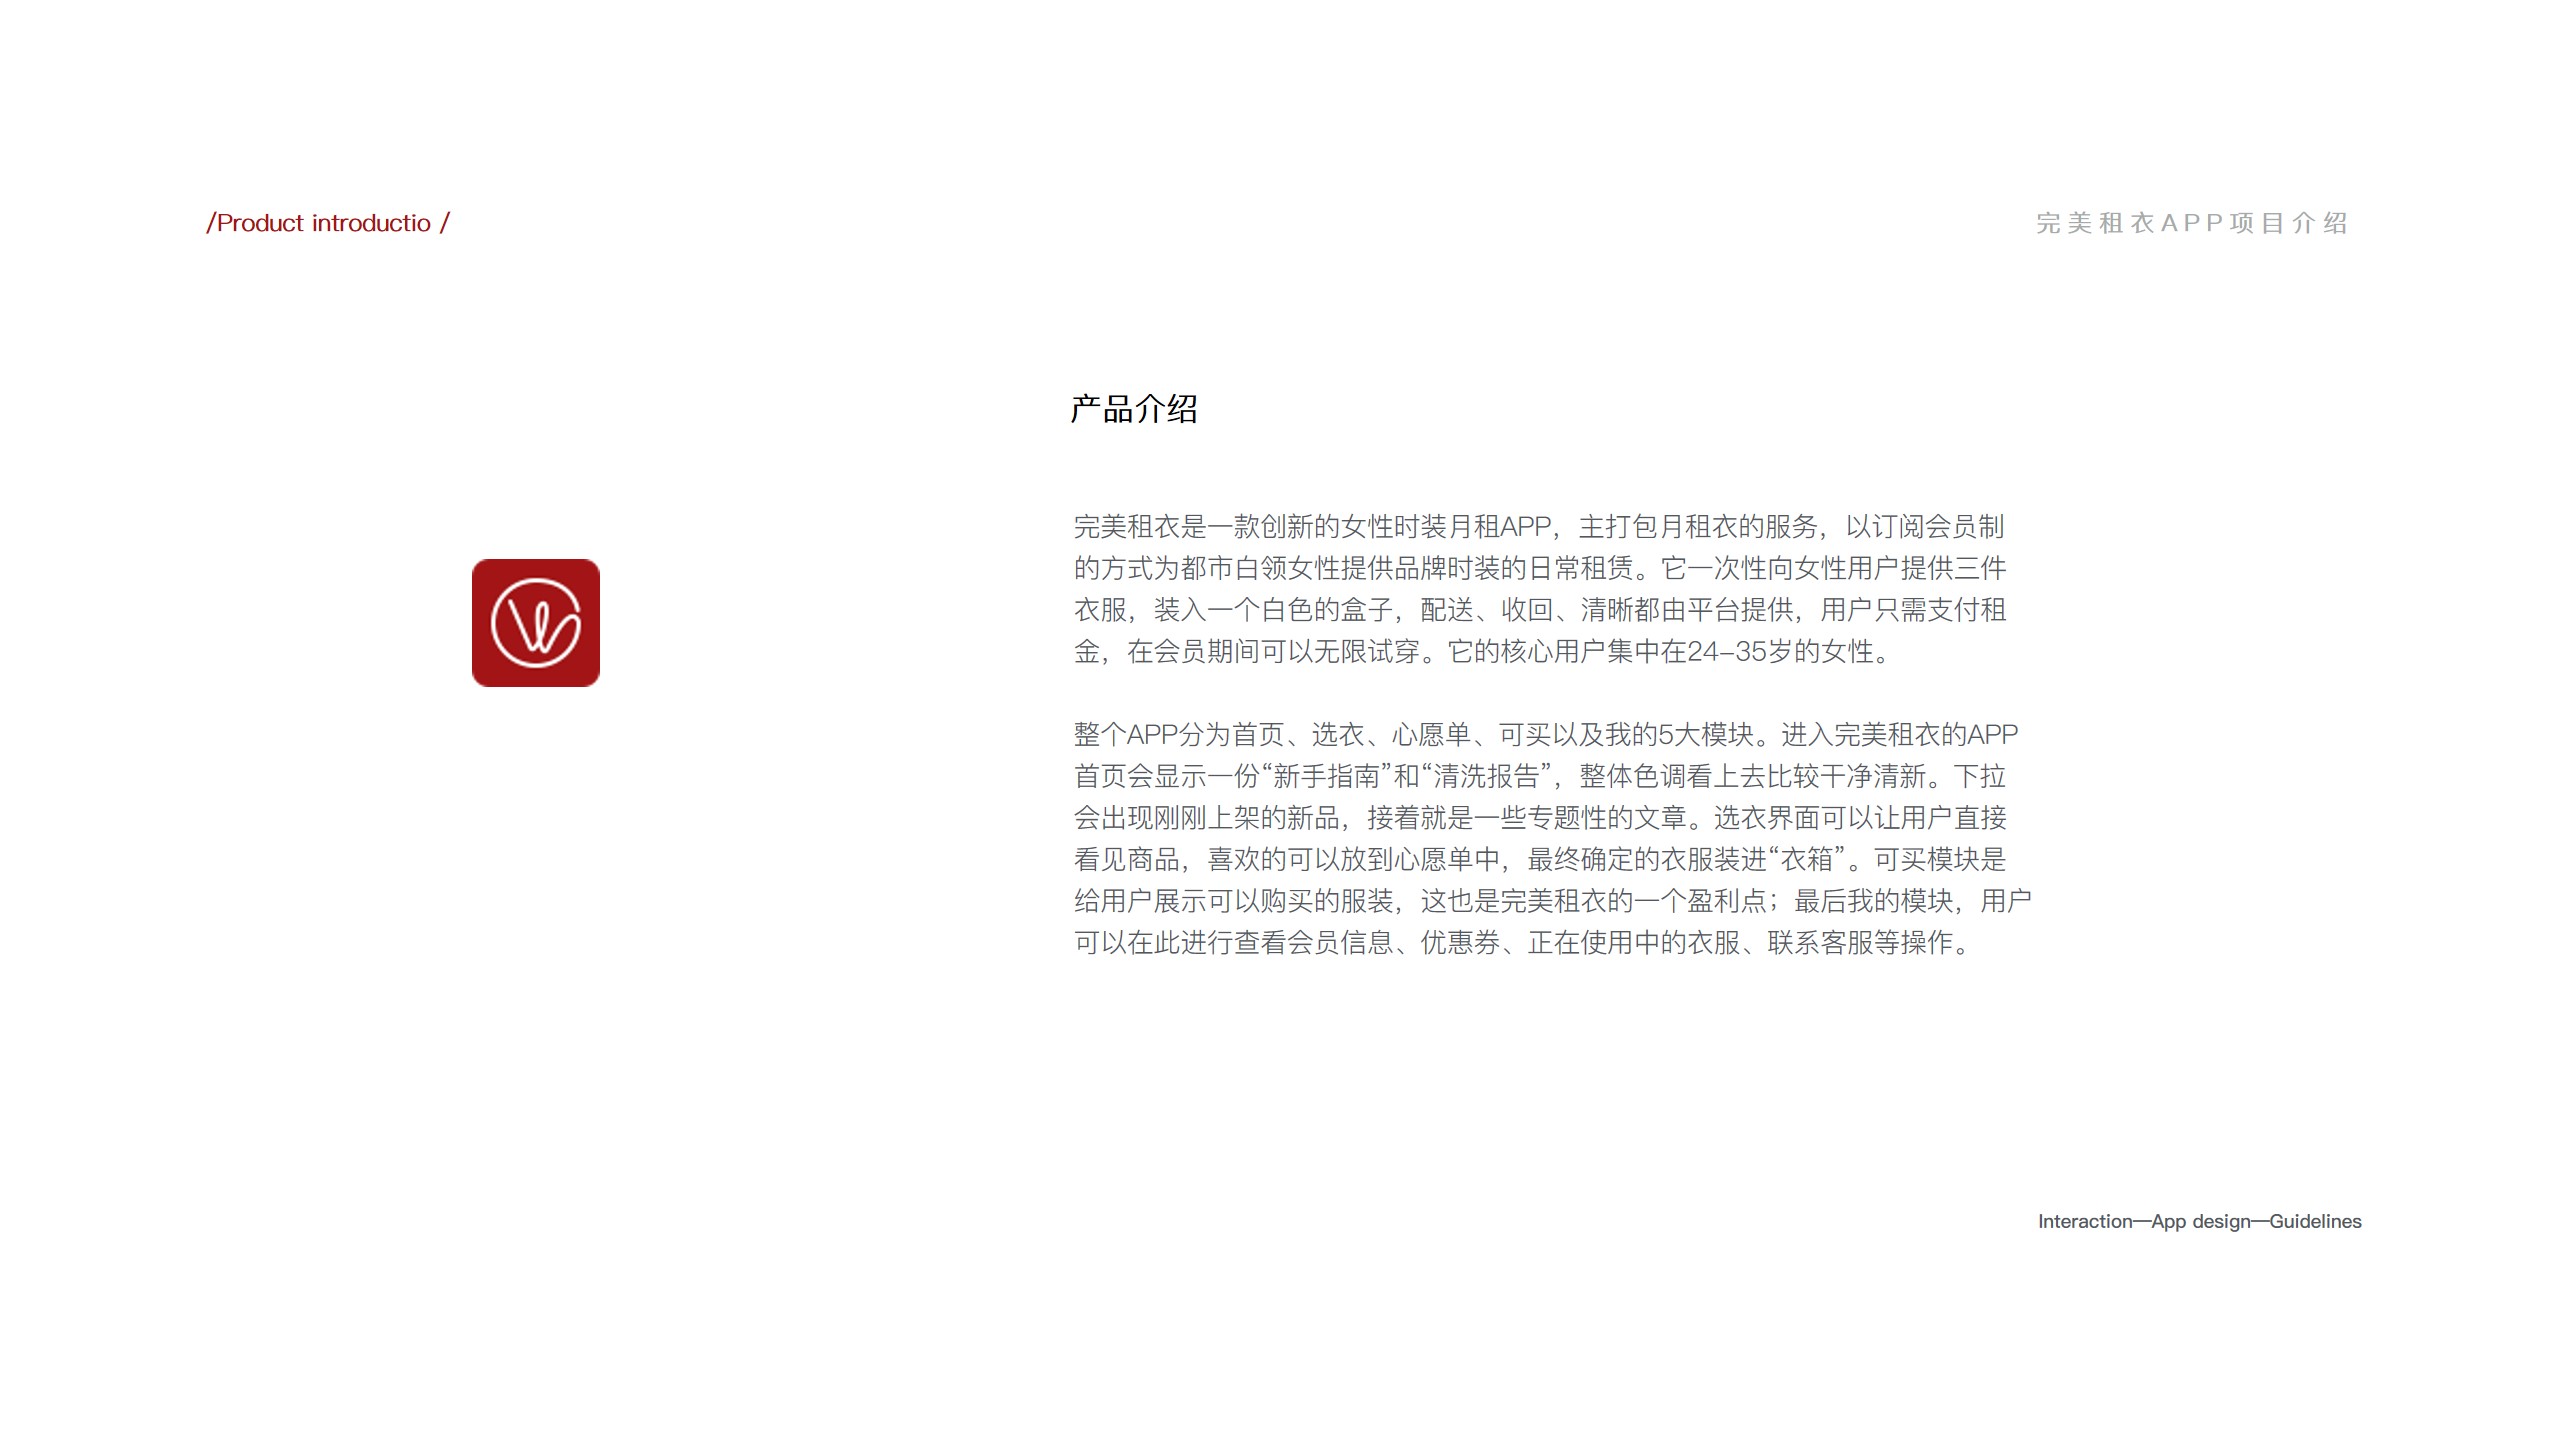 /Product introductio /
完美租衣APP项目介绍
产品介绍
完美租衣是一款创新的女性时装月租APP，主打包月租衣的服务，以订阅会员制
的方式为都市白领女性提供品牌时装的日常租赁。它一次性向女性用户提供三件
衣服，装入一个白色的盒子，配送、收回、清晰都由平台提供，用户只需支付租
金，在会员期间可以无限试穿。它的核心用户集中在24-35岁的女性。
整个APP分为首页、选衣、心愿单、可买以及我的5大模块。进入完美租衣的APP
首页会显示一份“新手指南”和“清洗报告”，整体色调看上去比较干净清新。下拉
会出现刚刚上架的新品，接着就是一些专题性的文章。选衣界面可以让用户直接
看见商品，喜欢的可以放到心愿单中，最终确定的衣服装进“衣箱”。可买模块是
给用户展示可以购买的服装，这也是完美租衣的一个盈利点；最后我的模块，用户
可以在此进行查看会员信息、优惠券、正在使用中的衣服、联系客服等操作。
Interaction—App design—Guidelines